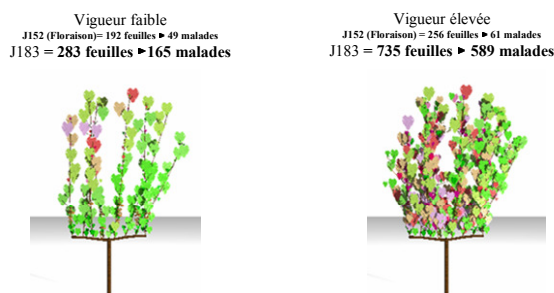 Vigueur faible
J152 (Floraison)= 192 feuilles ► 49 malades
J183 = 283 feuilles ►165 malades
Vigueur élevée
J152 (Floraison) = 256 feuilles ► 61 malades
J183 = 735 feuilles ► 589 malades